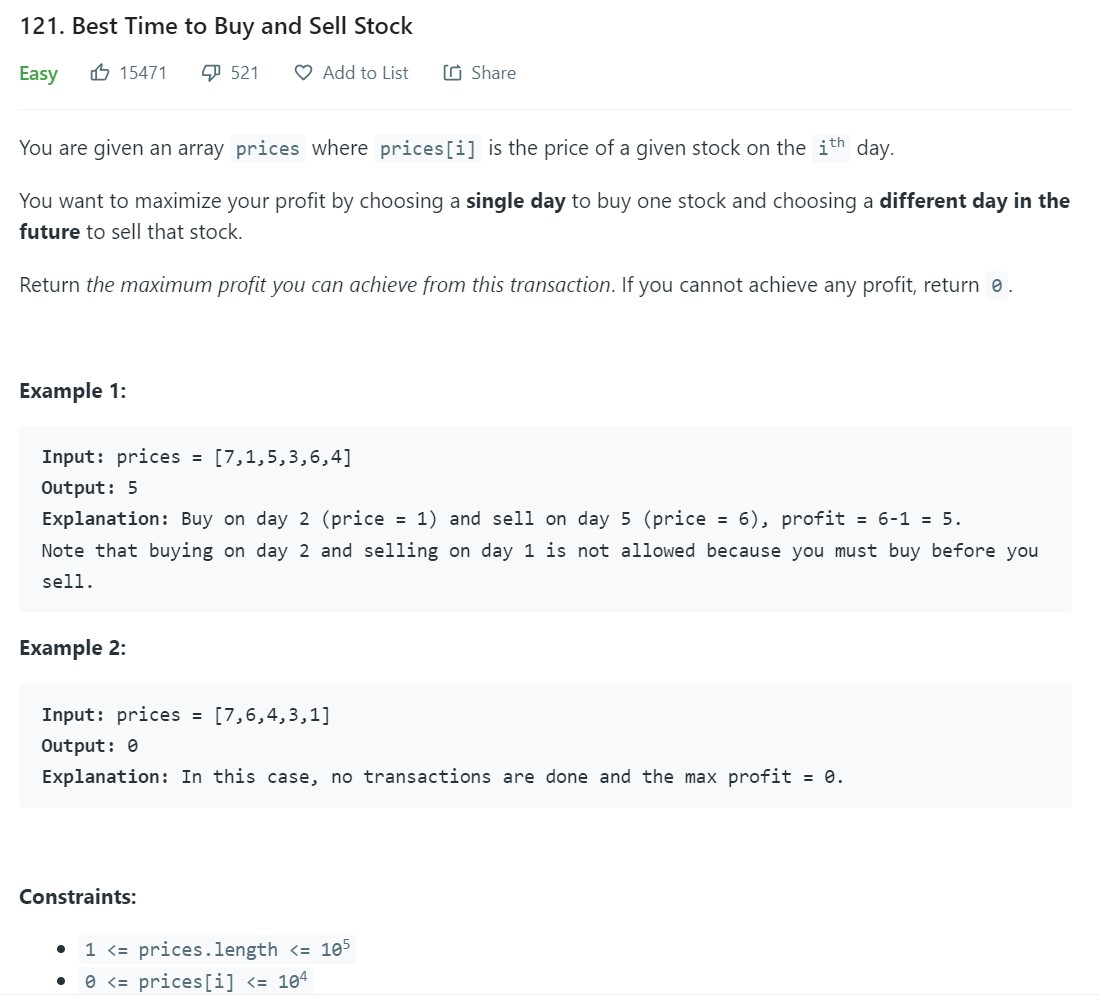 121. Best Time to Buy and Sell Stock
Easy 15471 521 Add to List Share
You are given an array prices where prices[i] is the price of a given stock on the ith day.
You want to maximize your profit by choosing a single day to buy one stock and choosing a different day in the
future to sell that stock.
Return the maximum profit you can achieve from this transaction. If you cannot achieve any profit, return 0.
Example 1:
Input: prices = [7,1,5,3,6,4]
Output: 5
Explanation: Buy on day 2 (price = 1) and sell on day 5 (price = 6), profit = 6-1 = 5.
Note that buying on day 2 and selling on day 1 is not allowed because you must buy before you
sell.
Example 2:
Input: prices = [7,6,4,3,1]
Output: 0
Explanation: In this case, no transactions are done and the max profit = 0.
Constraints:
1 <= prices.length <= 10⁵
0 <= prices[i] <= 10⁴